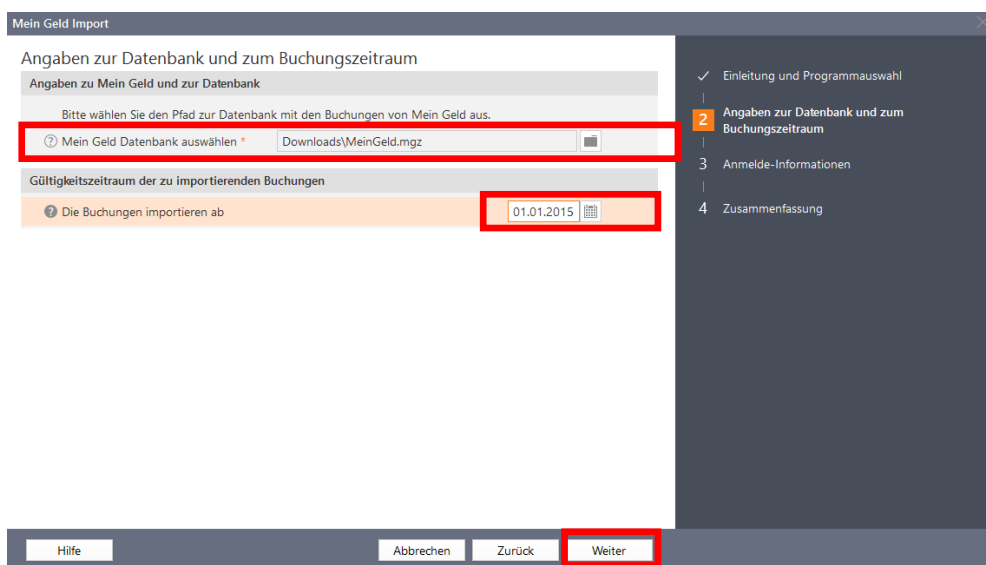 Mein Geld Import
Angaben zur Datenbank und zum Buchungszeitraum
Angaben zu Mein Geld und zur Datenbank
Bitte wählen Sie den Pfad zur Datenbank mit den Buchungen von Mein Geld aus.
? Mein Geld Datenbank auswählen * Downloads\MeinGeld.mgz
Gültigkeitszeitraum der zu importierenden Buchungen
? Die Buchungen importieren ab 01.01.2015
✓ Einleitung und Programmauswahl
2 Angaben zur Datenbank und zum
Buchungszeitraum
3 Anmelde-Informationen
4 Zusammenfassung
Hilfe Abbrechen Zurück Weiter